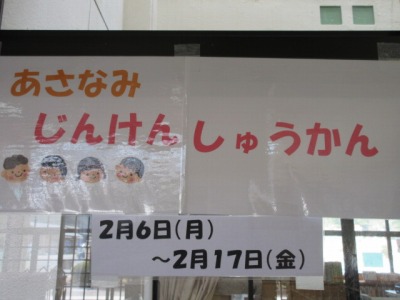 あさなみ
じんけんしゅうかん
2月6日(月)
～2月17日(金)